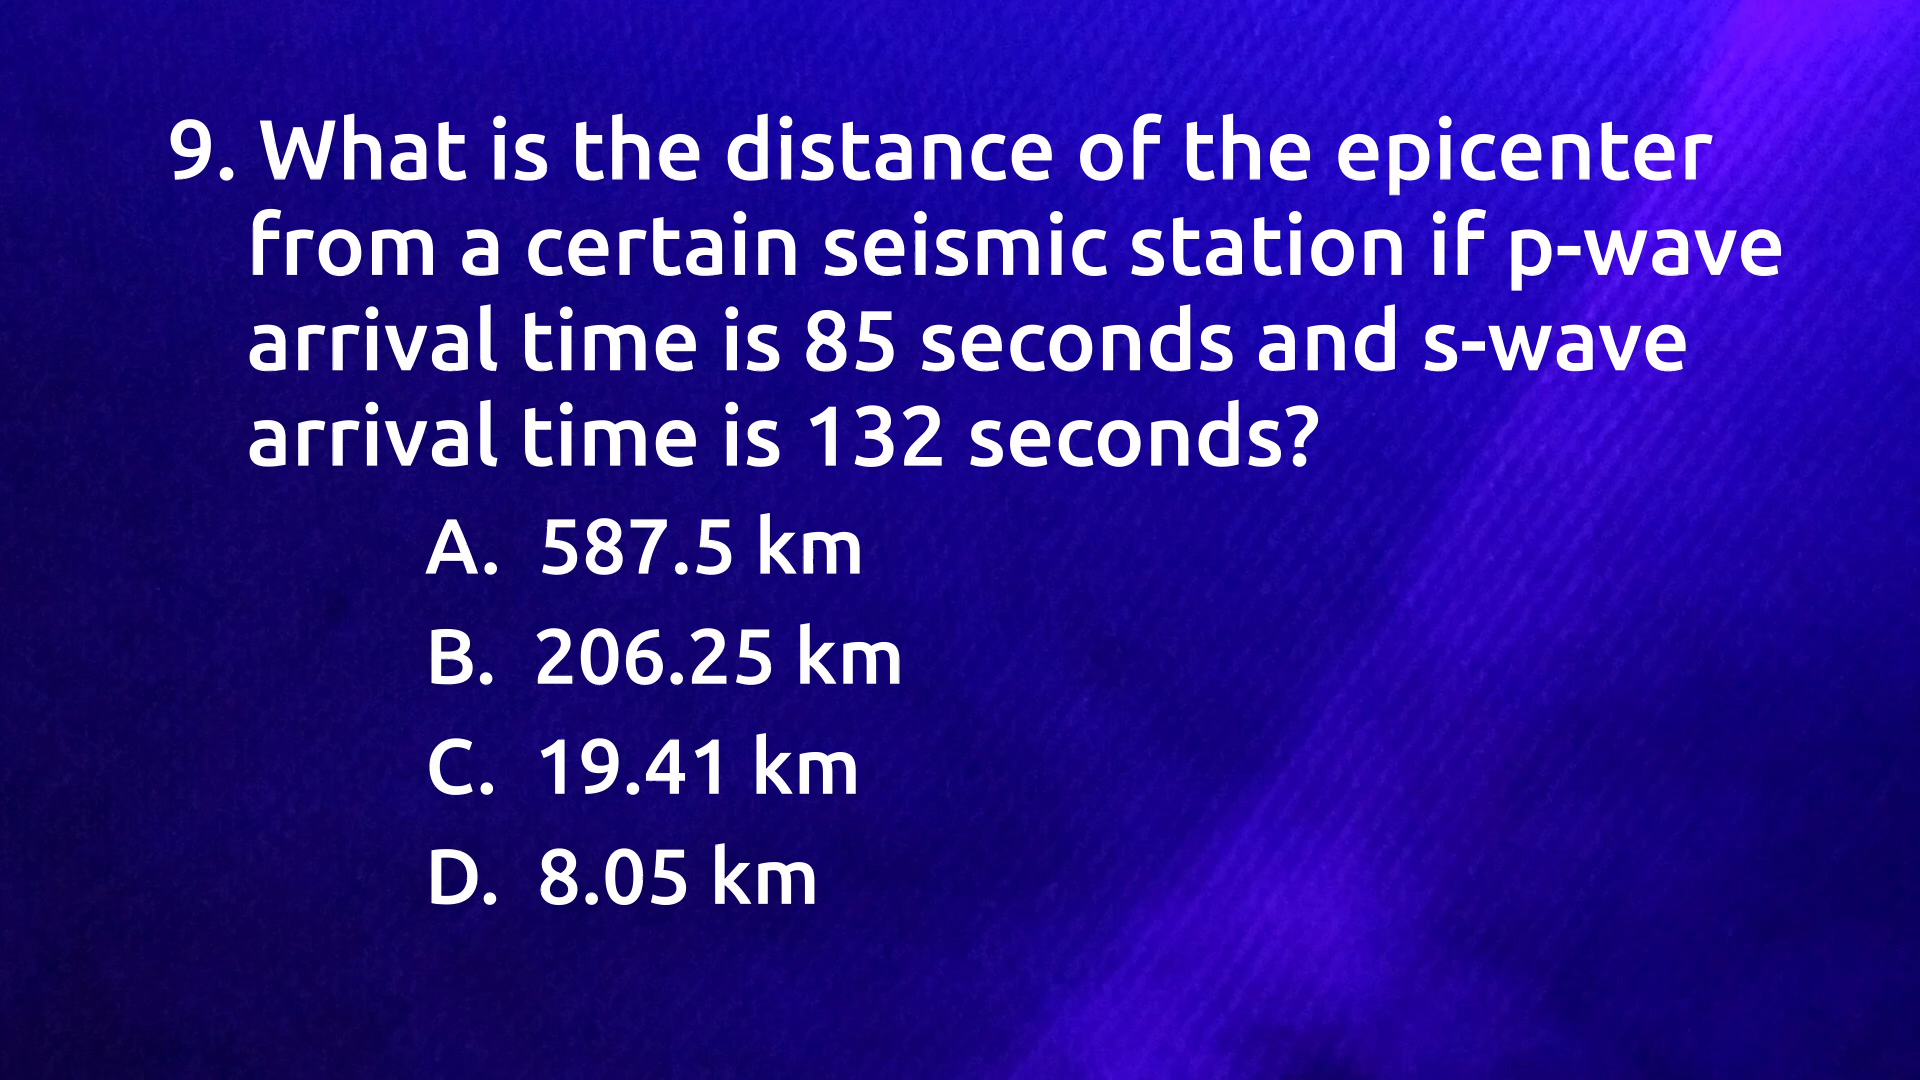 9. What is the distance of the epicenter
from a certain seismic station if p-wave
arrival time is 85 seconds and s-wave
arrival time is 132 seconds?
A. 587.5 km
B. 206.25 km
C. 19.41 km
D. 8.05 km